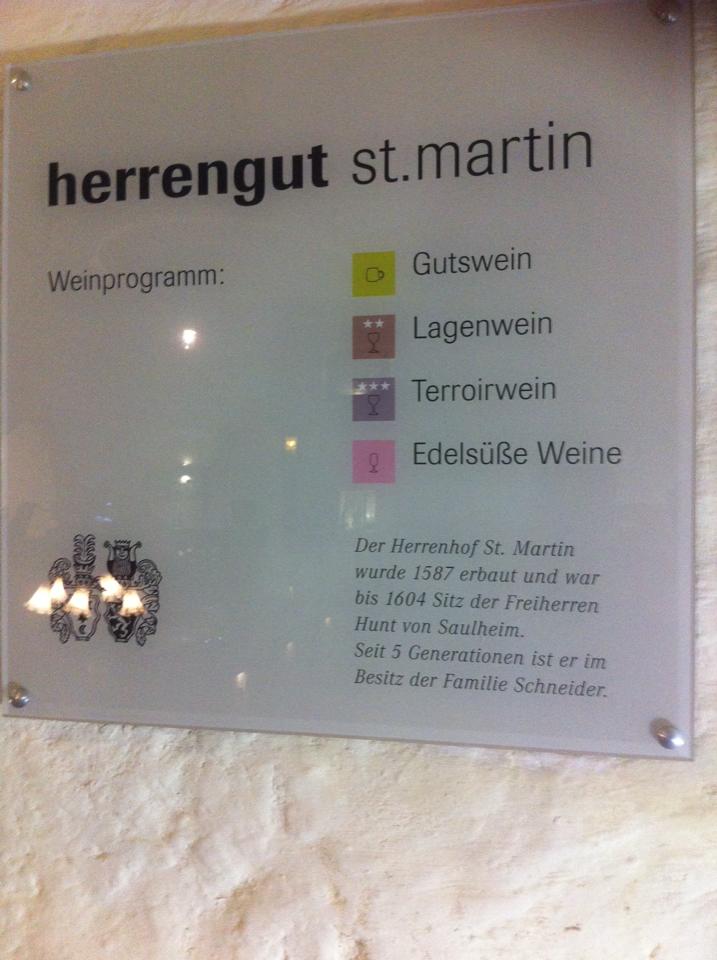 herrengut st.martin
Weinprogramm:
Gutswein
Lagenwein
Terroirwein
Edelsüße Weine
Der Herrenhof St. Martin
wurde 1587 erbaut und war
bis 1604 Sitz der Freiherren
Hunt von Saulheim.
Seit 5 Generationen ist er im
Besitz der Familie Schneider.